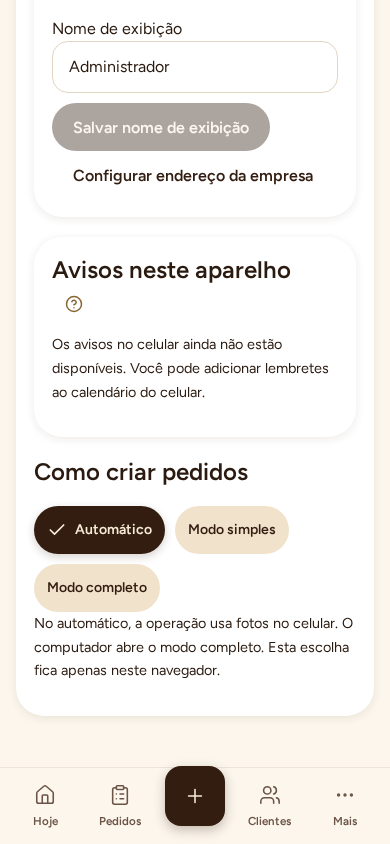 Nome de exibição
Administrador
Salvar nome de exibição
Configurar endereço da empresa
Avisos neste aparelho
Os avisos no celular ainda não estão
disponíveis. Você pode adicionar lembretes
ao calendário do celular.
Como criar pedidos
Automático
Modo simples
Modo completo
No automático, a operação usa fotos no celular. O
computador abre o modo completo. Esta escolha
fica apenas neste navegador.
Hoje
Pedidos
Clientes
Mais